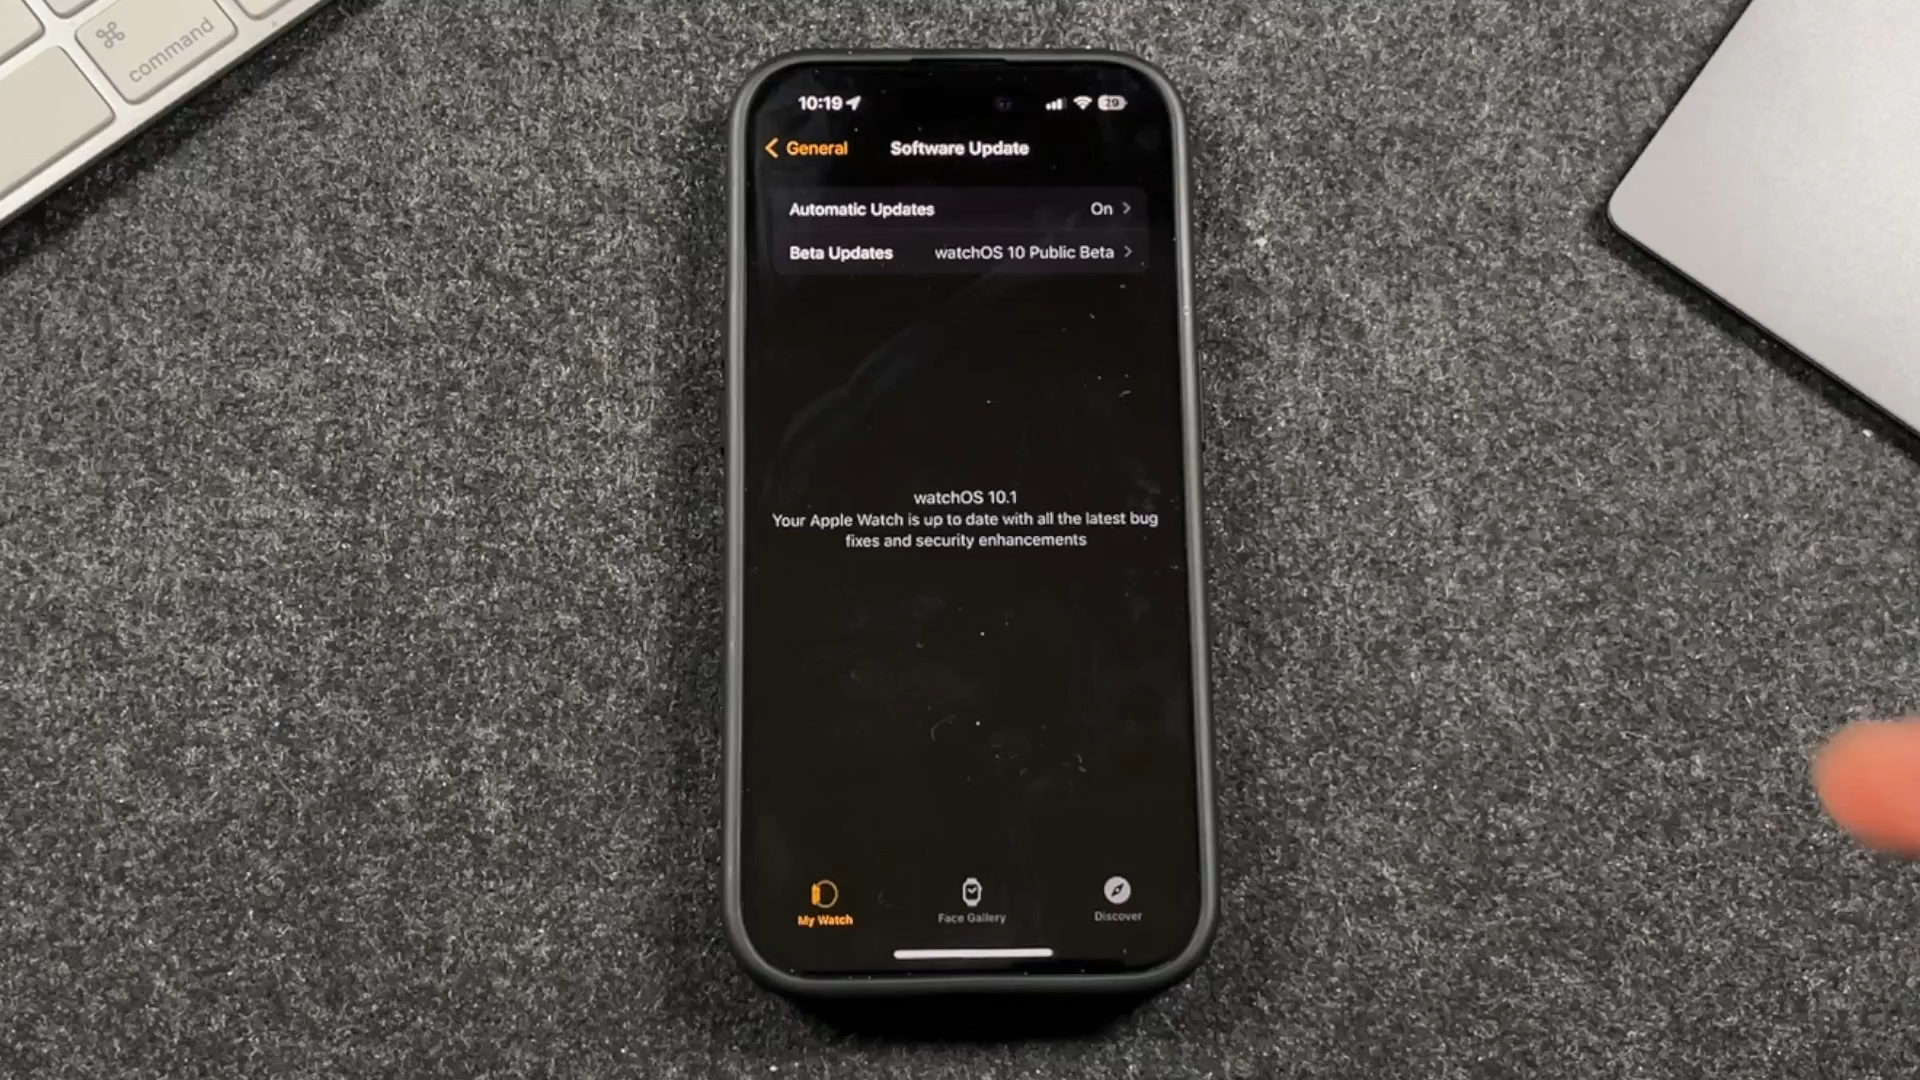 ⌘
command
10:19
29
General
Software Update
Automatic Updates
On
Beta Updates
watchOS 10 Public Beta
watchOS 10.1
Your Apple Watch is up to date with all the latest bug
fixes and security enhancements
My Watch
Face Gallery
Discover